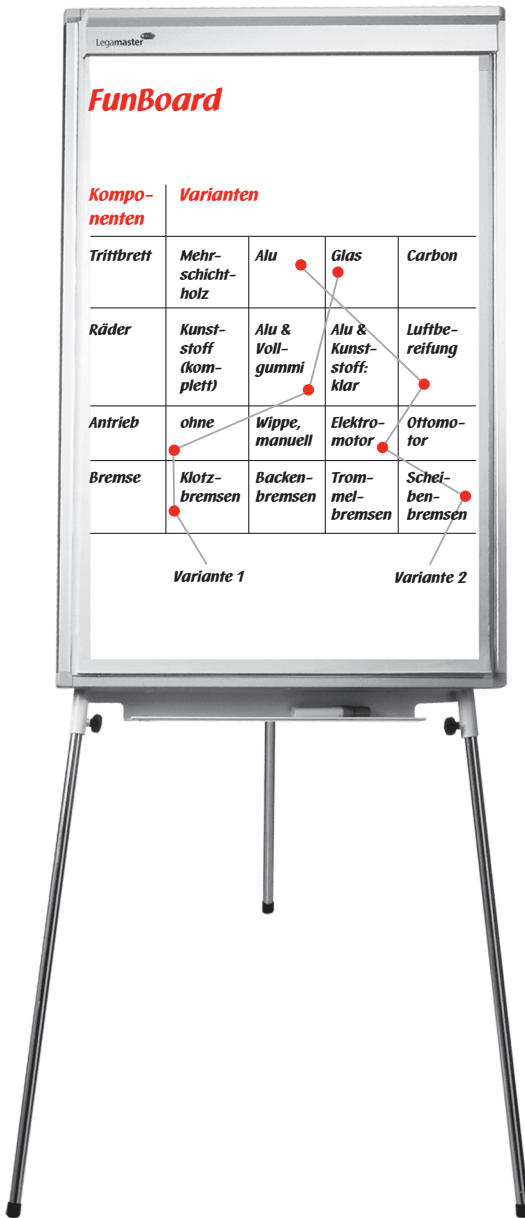 Legamaster
FunBoard
Kompo-
nenten
Varianten
Trittbrett
Mehr-
schicht-
holz
Alu
Glas
Carbon
Räder
Kunst-
stoff
(kom-
plett)
Alu &
Voll-
gummi
Alu &
Kunst-
stoff:
klar
Luftbe-
reifung
Antrieb
ohne
Wippe,
manuell
Elektro-
motor
Ottomo-
tor
Bremse
Klotz-
bremsen
Backen-
bremsen
Trom-
mel-
bremsen
Schei-
ben-
bremsen
Variante 1
Variante 2